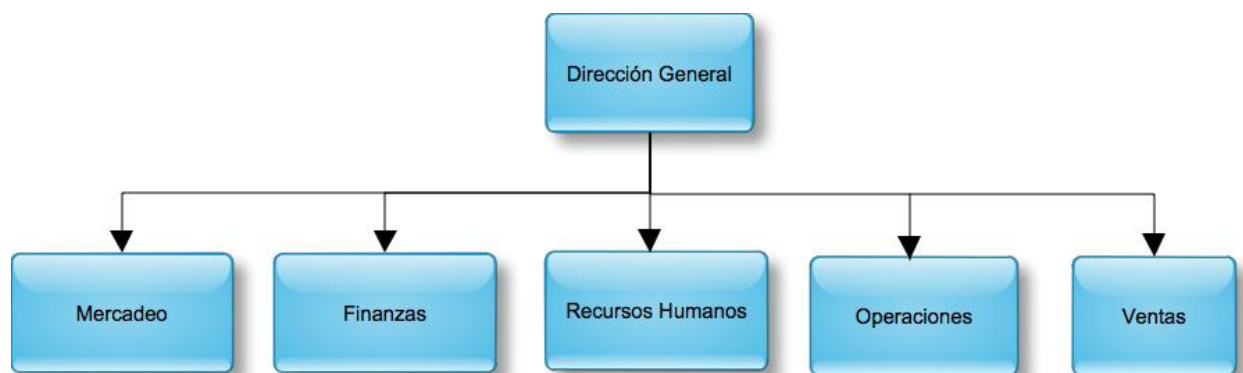 Dirección General
Mercadeo
Finanzas
Recursos Humanos
Operaciones
Ventas